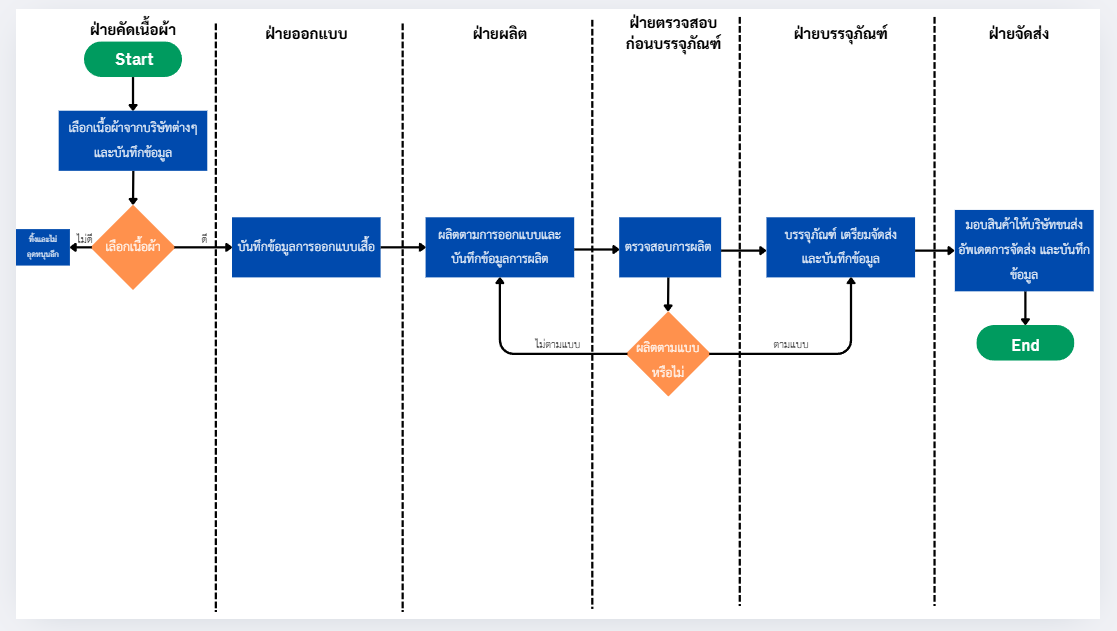 ฝ่ายคัดเนื้อผ้า
ฝ่ายออกแบบ
ฝ่ายผลิต
ฝ่ายตรวจสอบ
ก่อนบรรจุภัณฑ์
ฝ่ายบรรจุภัณฑ์
ฝ่ายจัดส่ง
Start
เลือกเนื้อผ้าจากบริษัทต่างๆ
และบันทึกข้อมูล
ทิ้งและไม่
อุดหนุนอีก
ไม่ดี
เลือกเนื้อผ้า
ดี
บันทึกข้อมูลการออกแบบเสื้อ
ผลิตตามการออกแบบและ
บันทึกข้อมูลการผลิต
ตรวจสอบการผลิต
บรรจุภัณฑ์ เตรียมจัดส่ง
และบันทึกข้อมูล
มอบสินค้าให้บริษัทขนส่ง
อัพเดตการจัดส่ง และบันทึก
ข้อมูล
ไม่ตามแบบ
ผลิตตามแบบ
หรือไม่
ตามแบบ
End